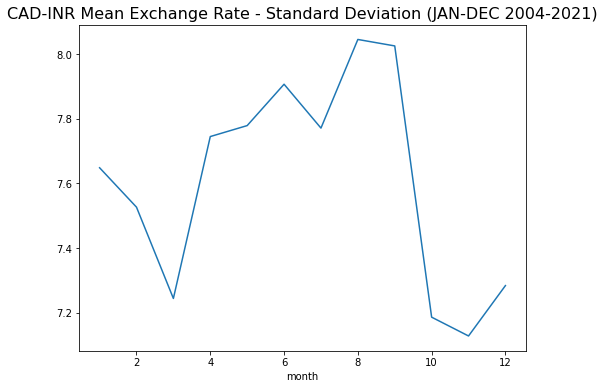 CAD-INR Mean Exchange Rate - Standard Deviation (JAN-DEC 2004-2021)
8.0
7.8
7.6
7.4
7.2
2 4 6 8 10 12
month